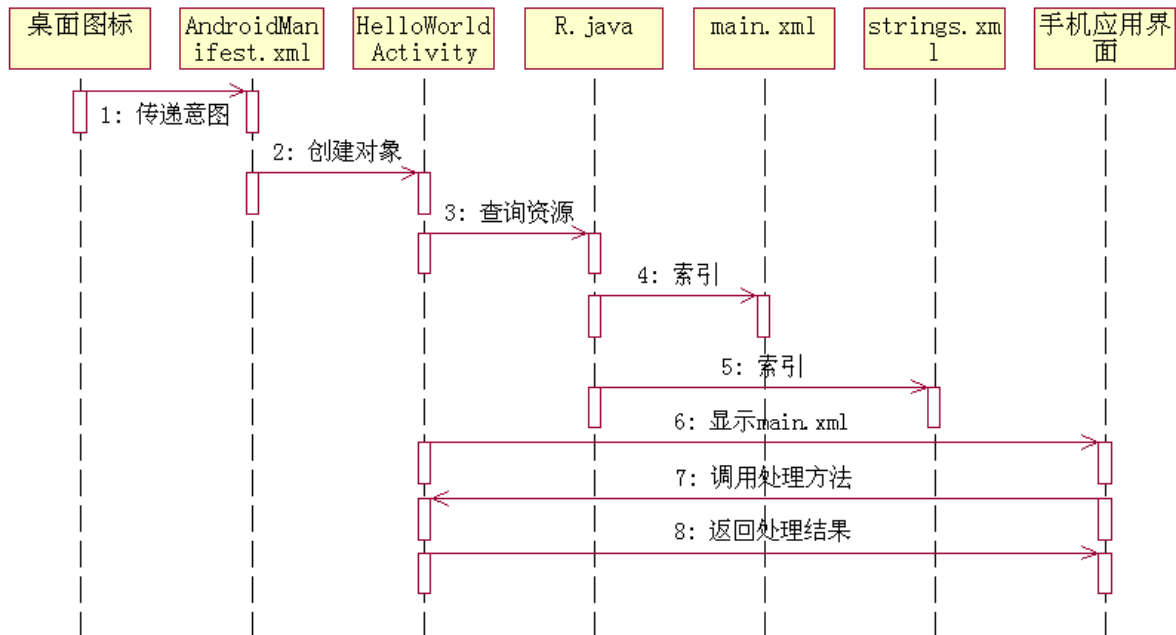 桌面图标
AndroidMan
ifest.xml
HelloWorld
Activity
R.java
main.xml
strings.xm
l
手机应用界
面
1: 传递意图
2: 创建对象
3: 查询资源
4: 索引
5: 索引
6: 显示main.xml
7: 调用处理方法
8: 返回处理结果